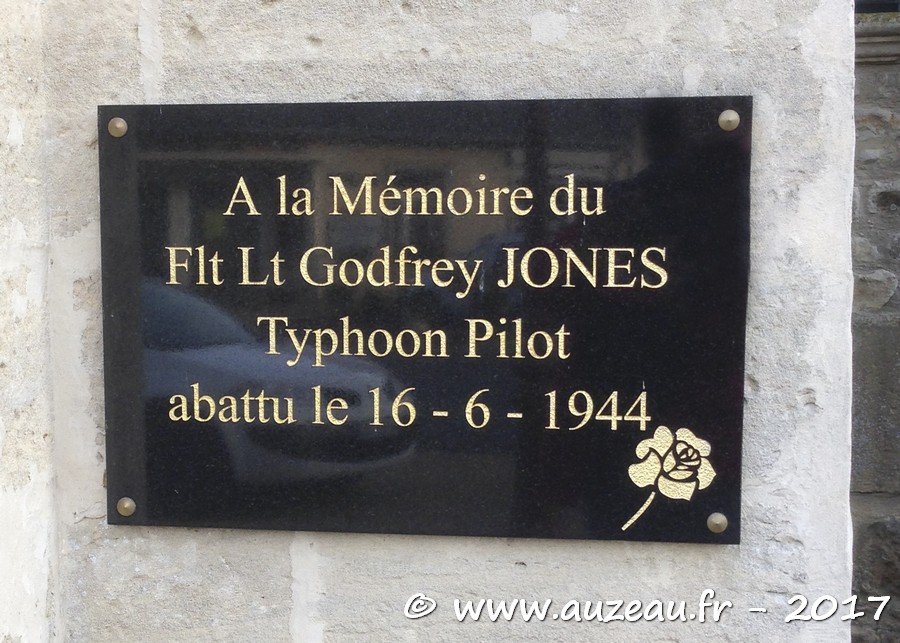 A la Mémoire du
Flt Lt Godfrey JONES
Typhoon Pilot
abattu le 16 - 6 - 1944
© www.auzeau.fr - 2017